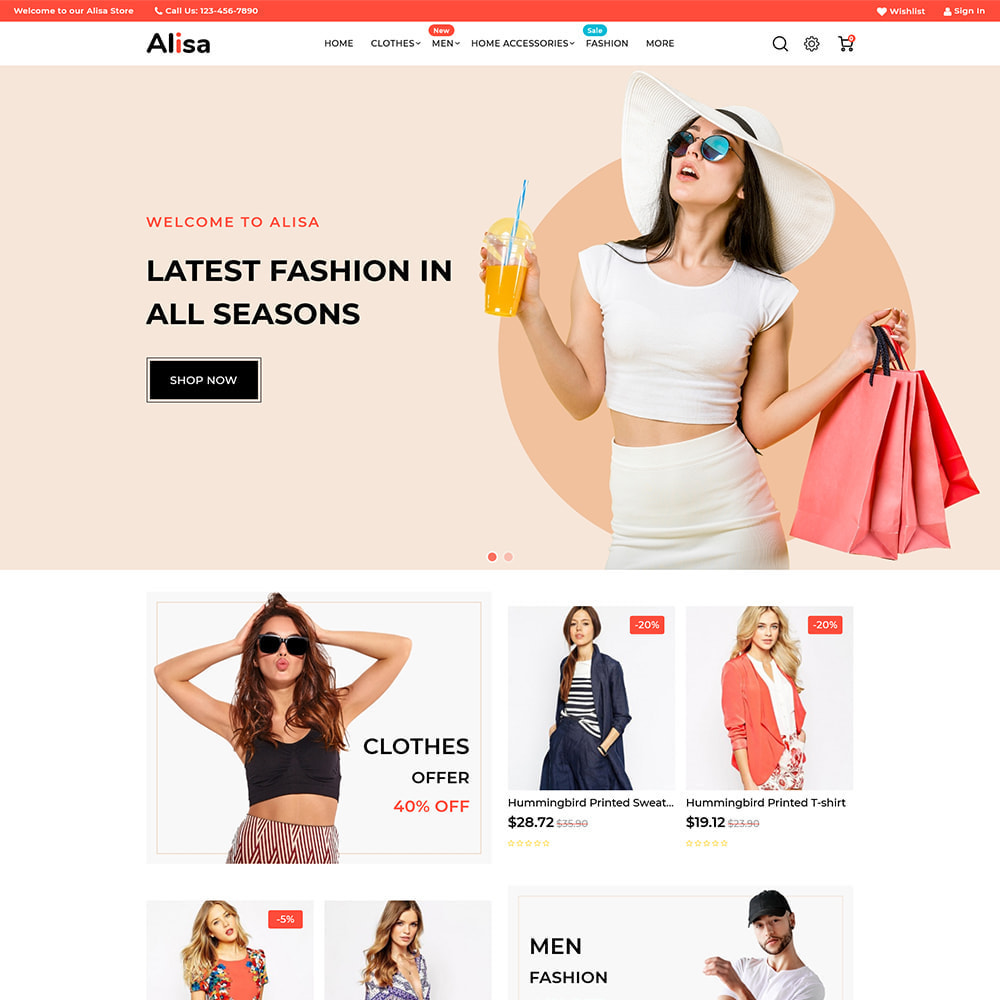 Welcome to our Alisa Store Call Us: 123-456-7890 Wishlist Sign In
New Sale
Alisa HOME CLOTHES MEN HOME ACCESSORIES FASHION MORE 0
WELCOME TO ALISA
LATEST FASHION IN
ALL SEASONS
SHOP NOW
CLOTHES
OFFER
40% OFF
-20%
Hummingbird Printed Sweat...
$28.72 $35.90
-20%
Hummingbird Printed T-shirt
$19.12 $23.90
-5%
MEN
FASHION